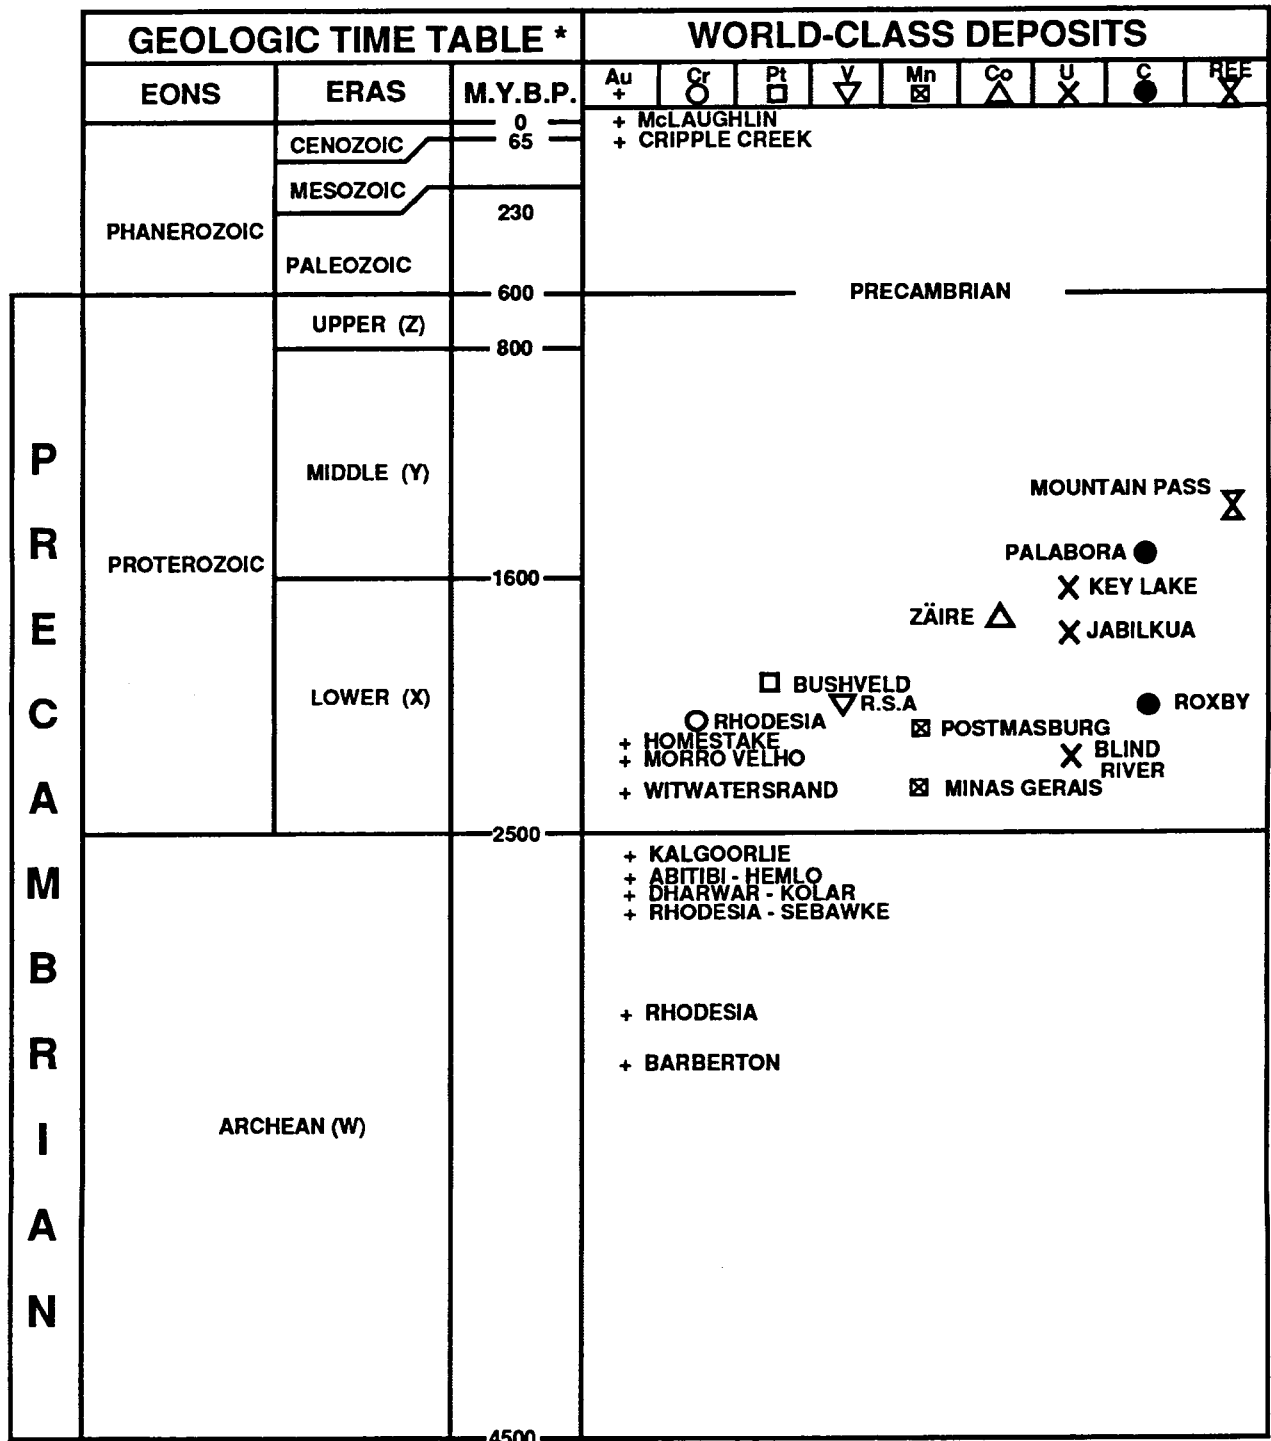 GEOLOGIC TIME TABLE * WORLD-CLASS DEPOSITS
EONS ERAS M.Y.B.P. Au Cr Pt V Mn Co U C REE
0 + McLAUGHLIN
CENOZOIC 65 + CRIPPLE CREEK
MESOZOIC
230
PHANEROZOIC
PALEOZOIC
600 PRECAMBRIAN
UPPER (Z)
800
PRECAMBRIAN
MIDDLE (Y)
MOUNTAIN PASS
PALABORA
PROTEROZOIC
1600
KEY LAKE
ZÄIRE
JABILKUA
BUSHVELD
LOWER (X)
R.S.A ROXBY
RHODESIA POSTMASBURG
+ HOMESTAKE
+ MORRO VELHO BLIND
RIVER
+ WITWATERSRAND MINAS GERAIS
2500
+ KALGOORLIE
+ ABITIBI - HEMLO
+ DHARWAR - KOLAR
+ RHODESIA - SEBAWKE
+ RHODESIA
+ BARBERTON
ARCHEAN (W)
4500